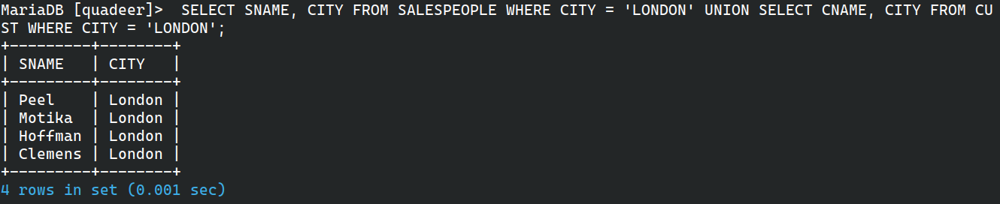 MariaDB [quadeer]>  SELECT SNAME, CITY FROM SALESPEOPLE WHERE CITY = 'LONDON' UNION SELECT CNAME, CITY FROM CU
ST WHERE CITY = 'LONDON';
+---------+--------+
| SNAME   | CITY   |
+---------+--------+
| Peel    | London |
| Motika  | London |
| Hoffman | London |
| Clemens | London |
+---------+--------+
4 rows in set (0.001 sec)